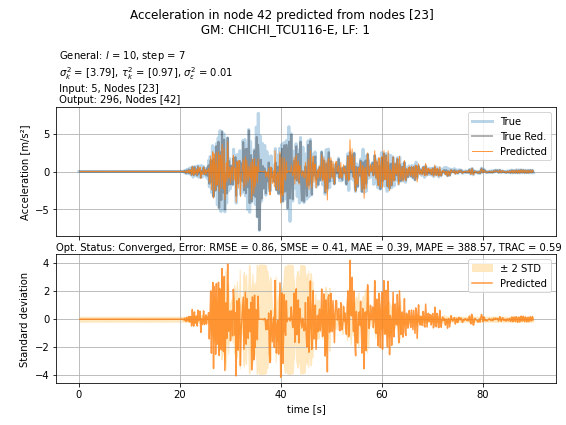 Acceleration in node 42 predicted from nodes [23]
GM: CHICHI_TCU116-E, LF: 1
General: l = 10, step = 7
σ²ₖ = [3.79], τ²ₖ = [0.97], σ²ₑ = 0.01
Input: 5, Nodes [23]
Output: 296, Nodes [42]
Acceleration [m/s²]
5
0
−5
True
True Red.
Predicted
Opt. Status: Converged, Error: RMSE = 0.86, SMSE = 0.41, MAE = 0.39, MAPE = 388.57, TRAC = 0.59
Standard deviation
4
2
0
−2
−4
± 2 STD
Predicted
0 20 40 60 80
time [s]